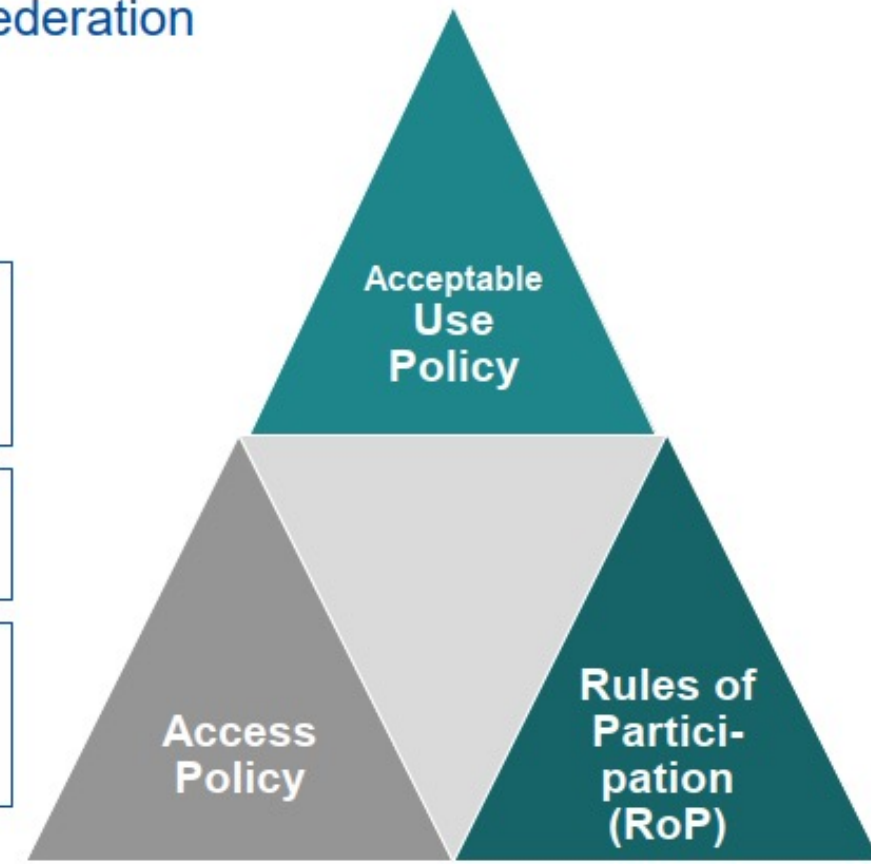 ederation
Acceptable
Use
Policy
Access
Policy
Rules of
Partici-
pation
(RoP)